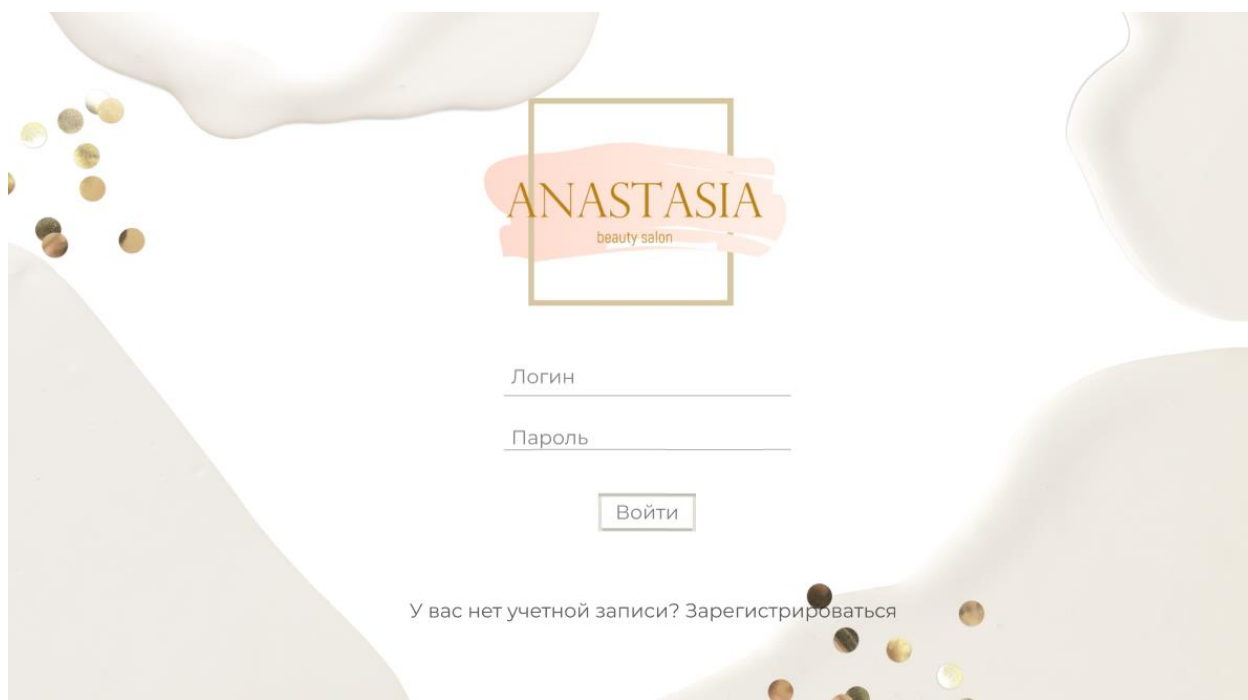 ANASTASIA
beauty salon
Логин
Пароль
Войти
У вас нет учетной записи? Зарегистрироваться